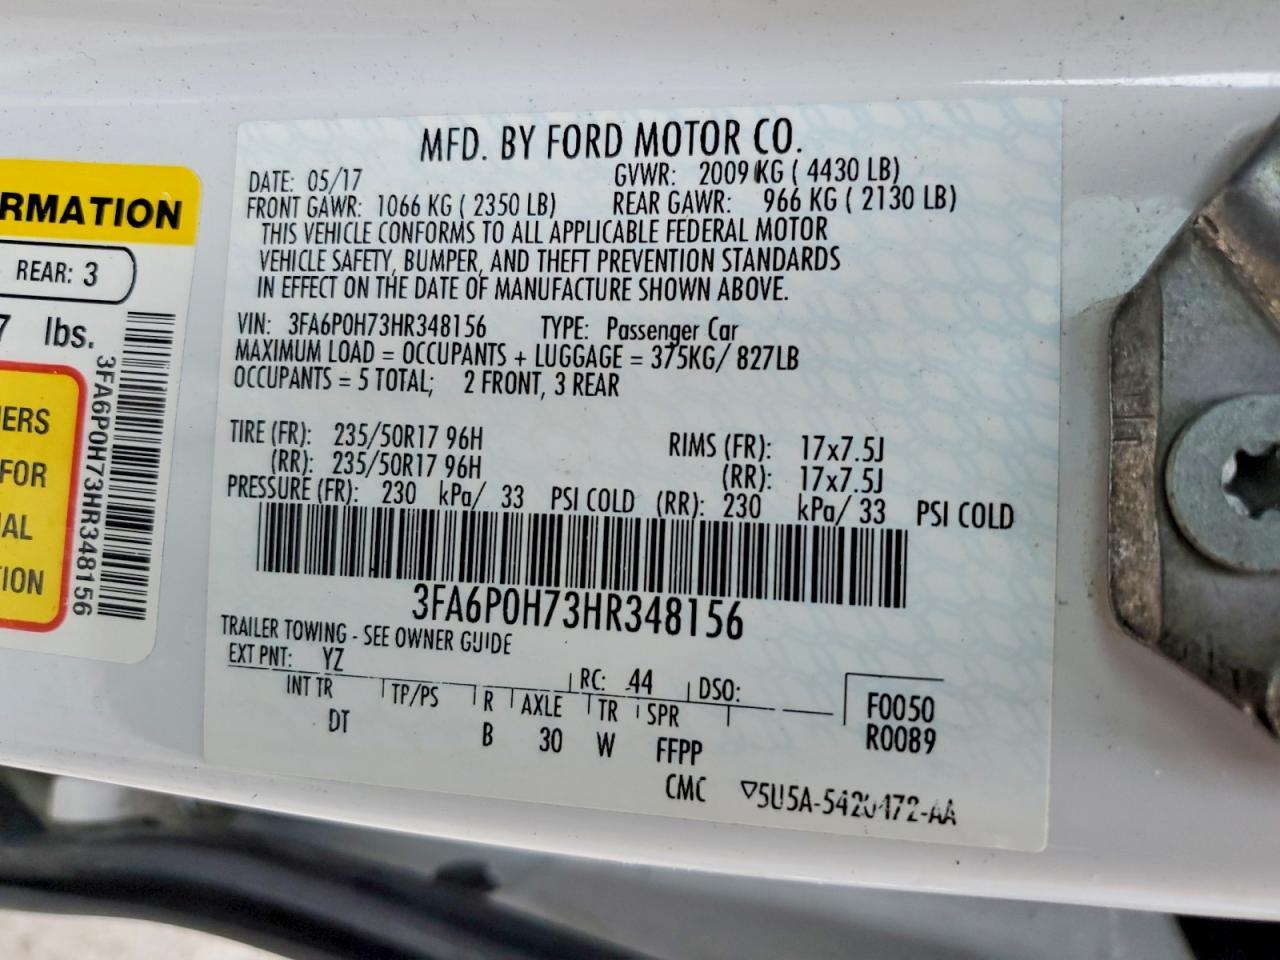 MFD. BY FORD MOTOR CO.
DATE: 05/17 GVWR: 2009 KG ( 4430 LB)
FRONT GAWR: 1066 KG ( 2350 LB) REAR GAWR: 966 KG ( 2130 LB)
THIS VEHICLE CONFORMS TO ALL APPLICABLE FEDERAL MOTOR
VEHICLE SAFETY, BUMPER, AND THEFT PREVENTION STANDARDS
IN EFFECT ON THE DATE OF MANUFACTURE SHOWN ABOVE.
VIN: 3FA6P0H73HR348156 TYPE: Passenger Car
MAXIMUM LOAD = OCCUPANTS + LUGGAGE = 375KG/ 827LB
OCCUPANTS = 5 TOTAL; 2 FRONT, 3 REAR
TIRE (FR): 235/50R17 96H RIMS (FR): 17x7.5J
(RR): 235/50R17 96H (RR): 17x7.5J
PRESSURE (FR): 230 kPa/ 33 PSI COLD (RR): 230 kPa/ 33 PSI COLD
3FA6P0H73HR348156
TRAILER TOWING - SEE OWNER GUIDE
EXT PNT: YZ RC: 44 DSO:
INT TR TP/PS R AXLE TR SPR F0050
DT B 30 W FFPP R0089
CMC ▽5U5A-5420472-AA
RMATION
REAR: 3
7 lbs.
3FA6P0H73HR348156
ERS
FOR
AL
ION